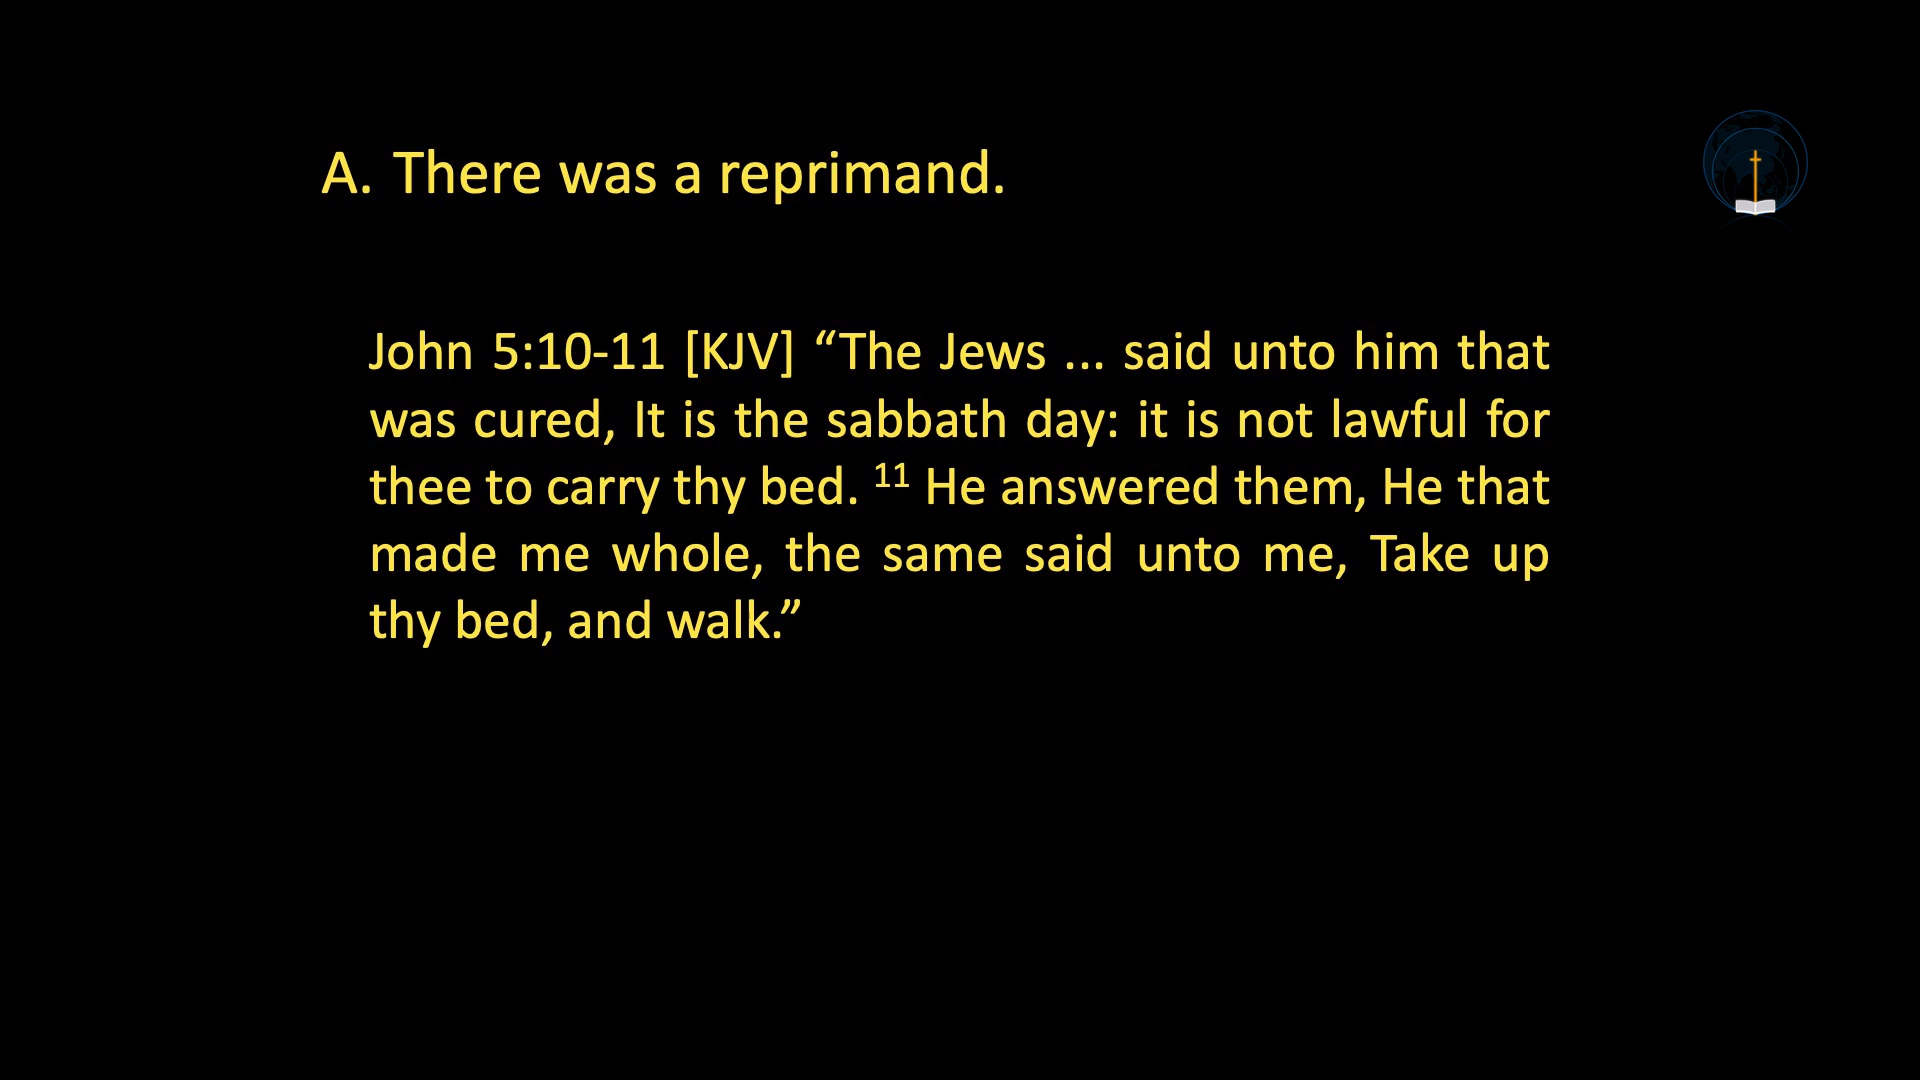 A. There was a reprimand.
John 5:10-11 [KJV] “The Jews ... said unto him that
was cured, It is the sabbath day: it is not lawful for
thee to carry thy bed. 11 He answered them, He that
made me whole, the same said unto me, Take up
thy bed, and walk.”